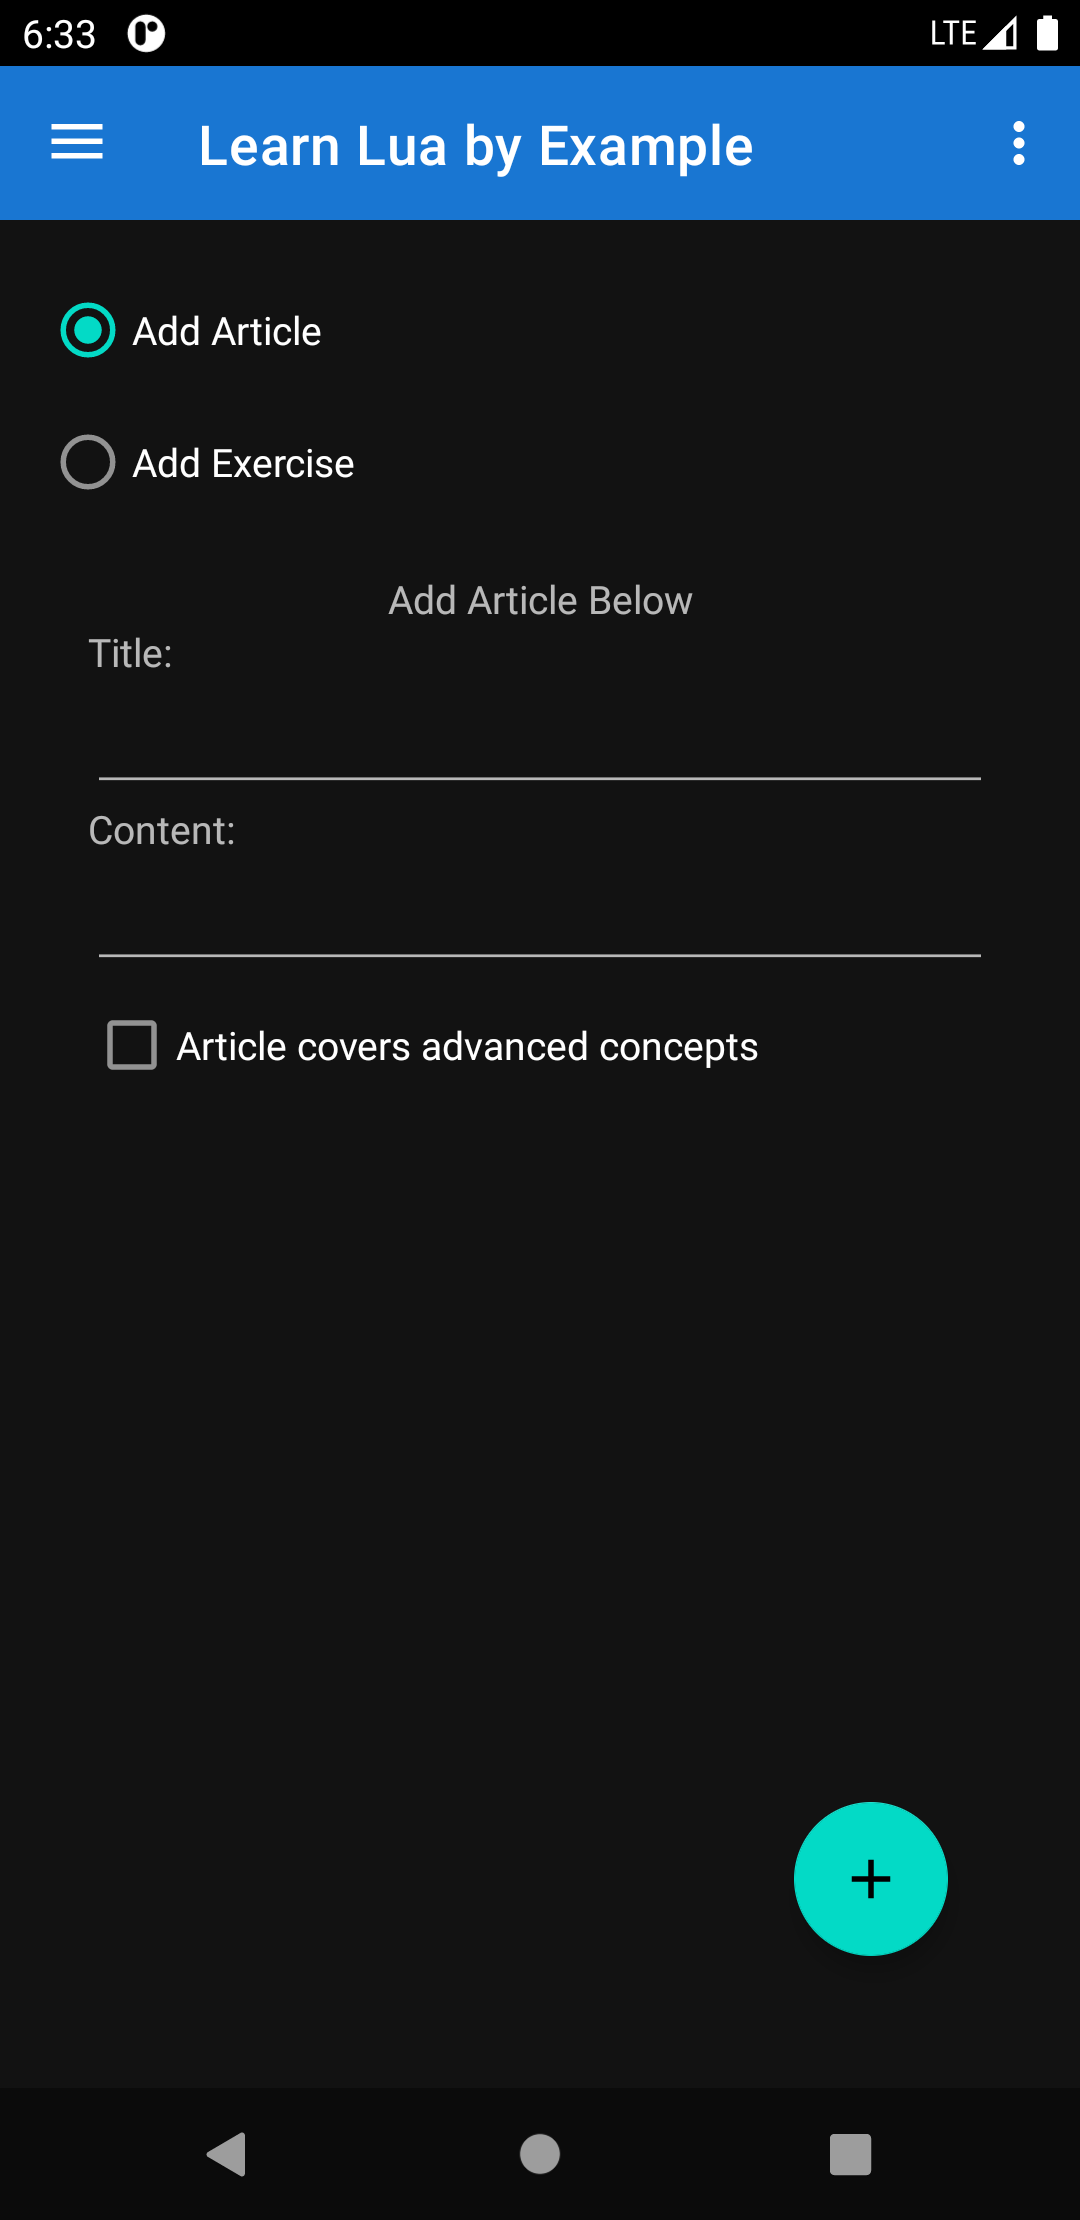 6:33
LTE
Learn Lua by Example
Add Article
Add Exercise
Add Article Below
Title:
Content:
Article covers advanced concepts